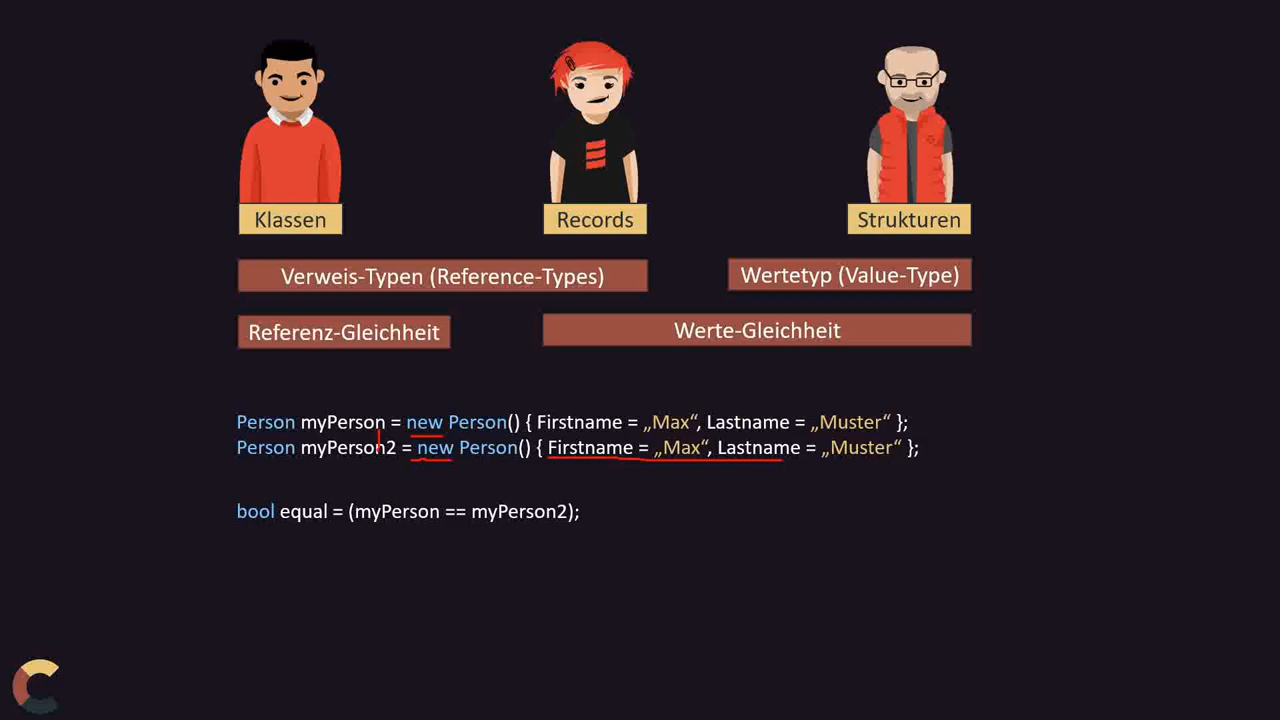 Klassen
Records
Strukturen
Verweis-Typen (Reference-Types)
Wertetyp (Value-Type)
Referenz-Gleichheit
Werte-Gleichheit
Person myPerson = new Person() { Firstname = „Max“, Lastname = „Muster“ };
Person myPerson2 = new Person() { Firstname = „Max“, Lastname = „Muster“ };
bool equal = (myPerson == myPerson2);